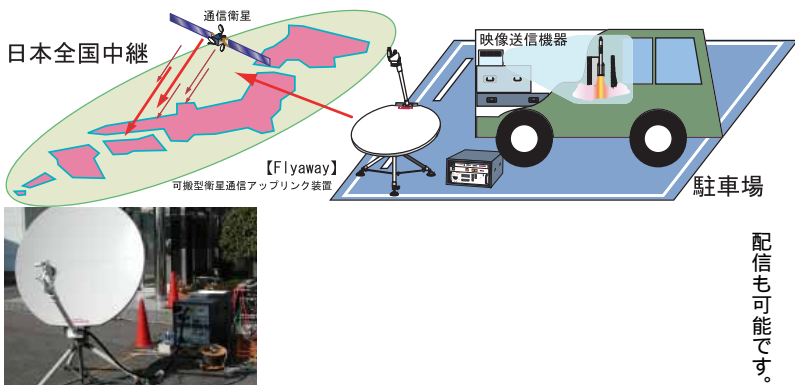 通信衛星
日本全国中継
映像送信機器
【Flyaway】
可搬型衛星通信アップリンク装置
駐車場
配信も可能です。